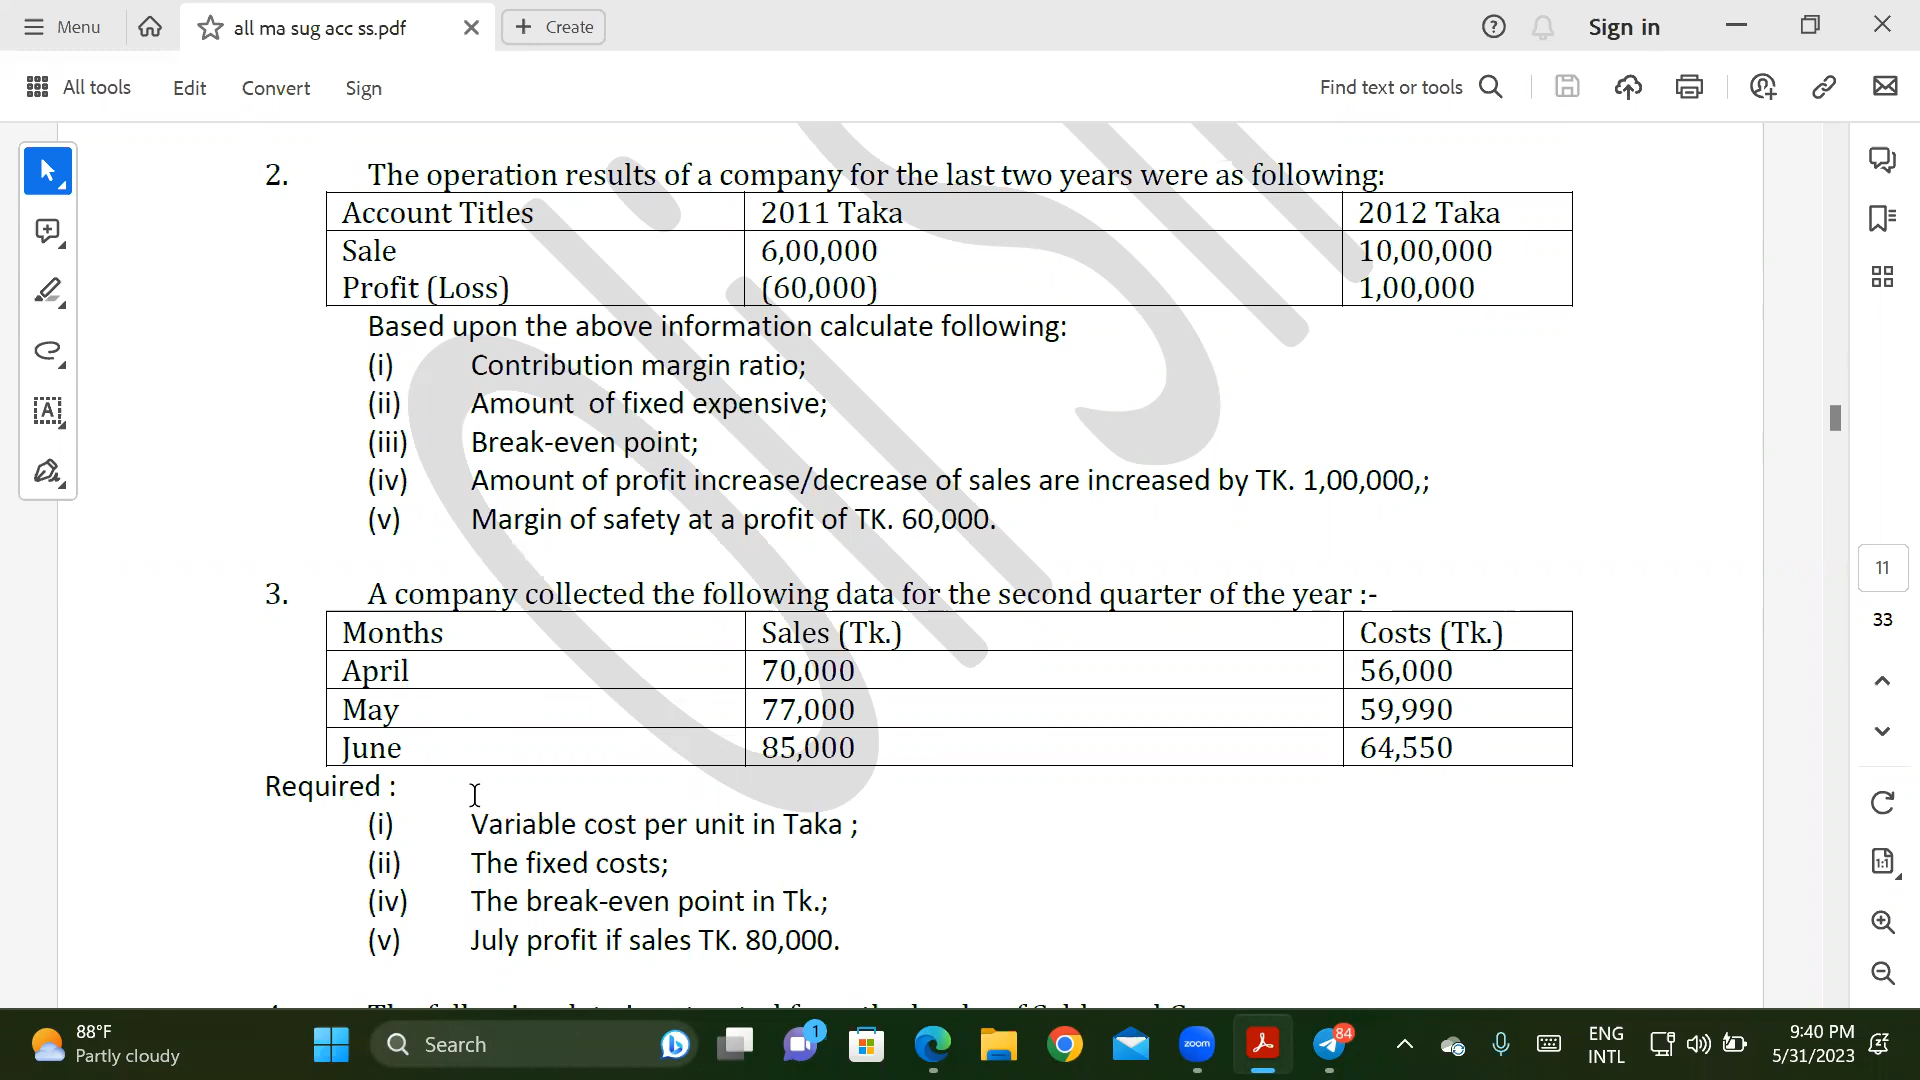 Menu all ma sug acc ss.pdf Create Sign in
All tools Edit Convert Sign Find text or tools
2. The operation results of a company for the last two years were as following:
Account Titles 2011 Taka 2012 Taka
Sale 6,00,000 10,00,000
Profit (Loss) (60,000) 1,00,000
Based upon the above information calculate following:
(i) Contribution margin ratio;
(ii) Amount of fixed expensive;
(iii) Break-even point;
(iv) Amount of profit increase/decrease of sales are increased by TK. 1,00,000,;
(v) Margin of safety at a profit of TK. 60,000.
3. A company collected the following data for the second quarter of the year :-
Months Sales (Tk.) Costs (Tk.)
April 70,000 56,000
May 77,000 59,990
June 85,000 64,550
Required :
(i) Variable cost per unit in Taka ;
(ii) The fixed costs;
(iv) The break-even point in Tk.;
(v) July profit if sales TK. 80,000.
11
33
1:1
88°F
Partly cloudy
Search
1
zoom
84
ENG
INTL
9:40 PM
5/31/2023